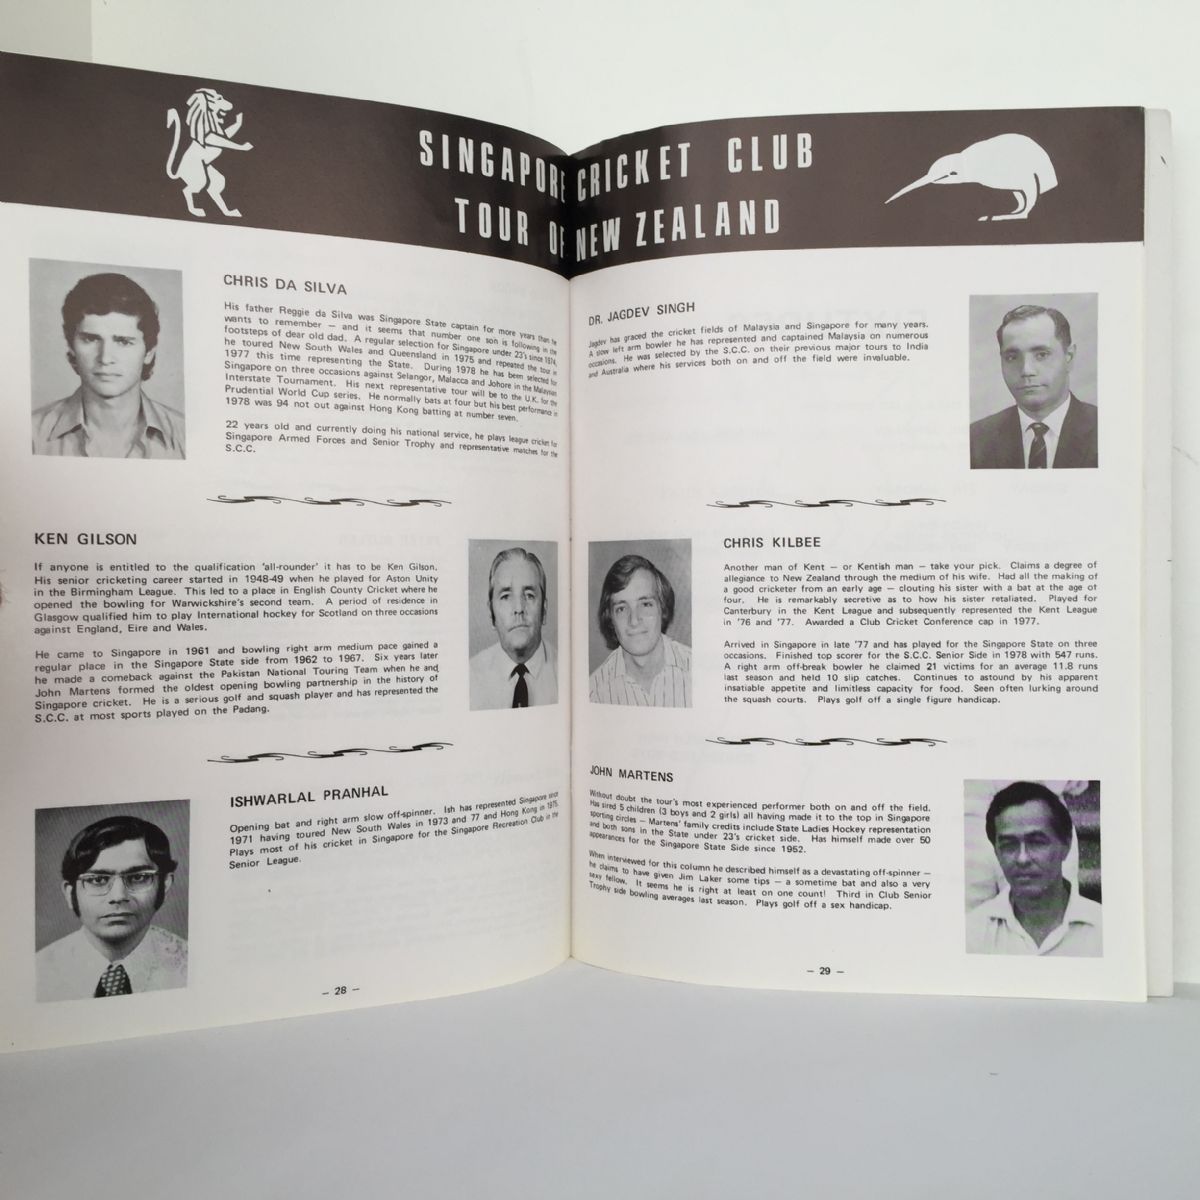 SINGAPORE CRICKET CLUB
TOUR OF NEW ZEALAND
CHRIS DA SILVA
His father Reggie da Silva was Singapore State captain for more years than he
wants to remember — and it seems that number one son is following in the
footsteps of dear old dad. A regular selection for Singapore under 23's since 1974,
he toured New South Wales and Queensland in 1975 and repeated the tour in
1977 this time representing the State. During 1978 he has been selected for
Singapore on three occasions against Selangor, Malacca and Johore in the Malaysian
Interstate Tournament. His next representative tour will be to the U.K. for the
Prudential World Cup series. He normally bats at four but his best performance in
1978 was 94 not out against Hong Kong batting at number seven.
22 years old and currently doing his national service, he plays league cricket for
Singapore Armed Forces and Senior Trophy and representative matches for the
S.C.C.
KEN GILSON
If anyone is entitled to the qualification 'all-rounder' it has to be Ken Gilson.
His senior cricketing career started in 1948-49 when he played for Aston Unity
in the Birmingham League. This led to a place in English County Cricket where he
opened the bowling for Warwickshire's second team. A period of residence in
Glasgow qualified him to play International hockey for Scotland on three occasions
against England, Eire and Wales.
He came to Singapore in 1961 and bowling right arm medium pace gained a
regular place in the Singapore State side from 1962 to 1967. Six years later
he made a comeback against the Pakistan National Touring Team when he and
John Martens formed the oldest opening bowling partnership in the history of
Singapore cricket. He is a serious golf and squash player and has represented the
S.C.C. at most sports played on the Padang.
ISHWARLAL PRANHAL
Opening bat and right arm slow off-spinner. Ish has represented Singapore since
1971 having toured New South Wales in 1973 and 77 and Hong Kong in 1975.
Plays most of his cricket in Singapore for the Singapore Recreation Club in the
Senior League.
— 28 —
DR. JAGDEV SINGH
Jagdev has graced the cricket fields of Malaysia and Singapore for many years.
A slow left arm bowler he has represented and captained Malaysia on numerous
occasions. He was selected by the S.C.C. on their previous major tours to India
and Australia where his services both on and off the field were invaluable.
CHRIS KILBEE
Another man of Kent — or Kentish man — take your pick. Claims a degree of
allegiance to New Zealand through the medium of his wife. Had all the making of
a good cricketer from an early age — clouting his sister with a bat at the age of
four. He is remarkably secretive as to how his sister retaliated. Played for
Canterbury in the Kent League and subsequently represented the Kent League
in '76 and '77. Awarded a Club Cricket Conference cap in 1977.
Arrived in Singapore in late '77 and has played for the Singapore State on three
occasions. Finished top scorer for the S.C.C. Senior Side in 1978 with 547 runs.
A right arm off-break bowler he claimed 21 victims for an average 11.8 runs
last season and held 10 slip catches. Continues to astound by his apparent
insatiable appetite and limitless capacity for food. Seen often lurking around
the squash courts. Plays golf off a single figure handicap.
JOHN MARTENS
Without doubt the tour's most experienced performer both on and off the field.
Has sired 5 children (3 boys and 2 girls) all having made it to the top in Singapore
sporting circles — Martens' family credits include State Ladies Hockey representation
and both sons in the State under 23's cricket side. Has himself made over 50
appearances for the Singapore State Side since 1952.
When interviewed for this column he described himself as a devastating off-spinner —
he claims to have given Jim Laker some tips — a sometime bat and also a very
sexy fellow. It seems he is right at least on one count! Third in Club Senior
Trophy side bowling averages last season. Plays golf off a sex handicap.
— 29 —